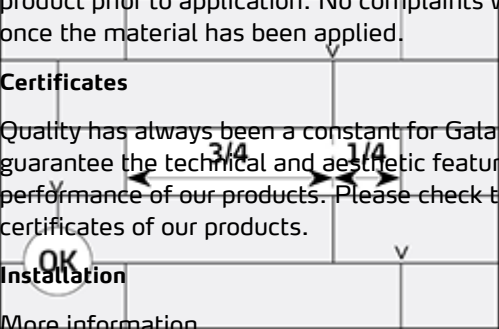 product prior to application. No complaints
once the material has been applied.
Certificates
Quality has always been a constant for
guarantee the technical and aesthetic
3/4 1/4
performance of our products. Please check
certificates of our products.
OK
Installation
More information